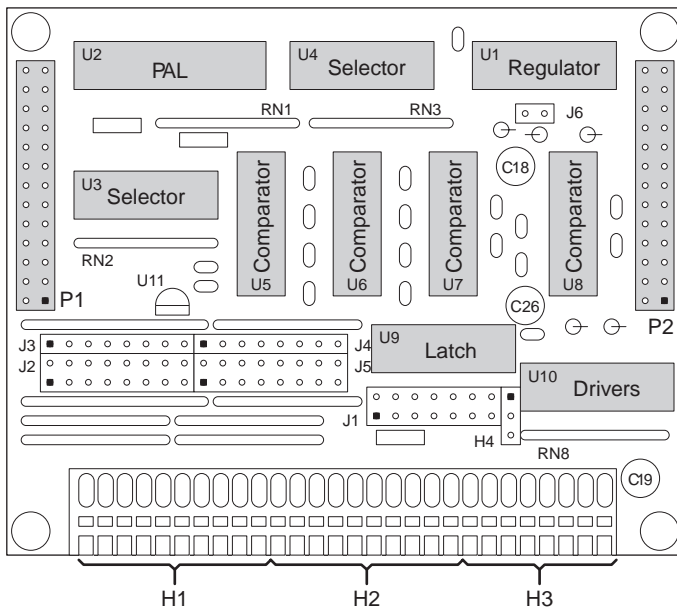 U2
PAL
U4
Selector
U1
Regulator
RN1
RN3
J6
U3
Selector
Comparator
U5
Comparator
U6
Comparator
U7
C18
Comparator
U8
RN2
U11
P1
C26
P2
J3
J4
U9
Latch
J2
J5
U10
Drivers
J1
H4
RN8
C19
H1
H2
H3